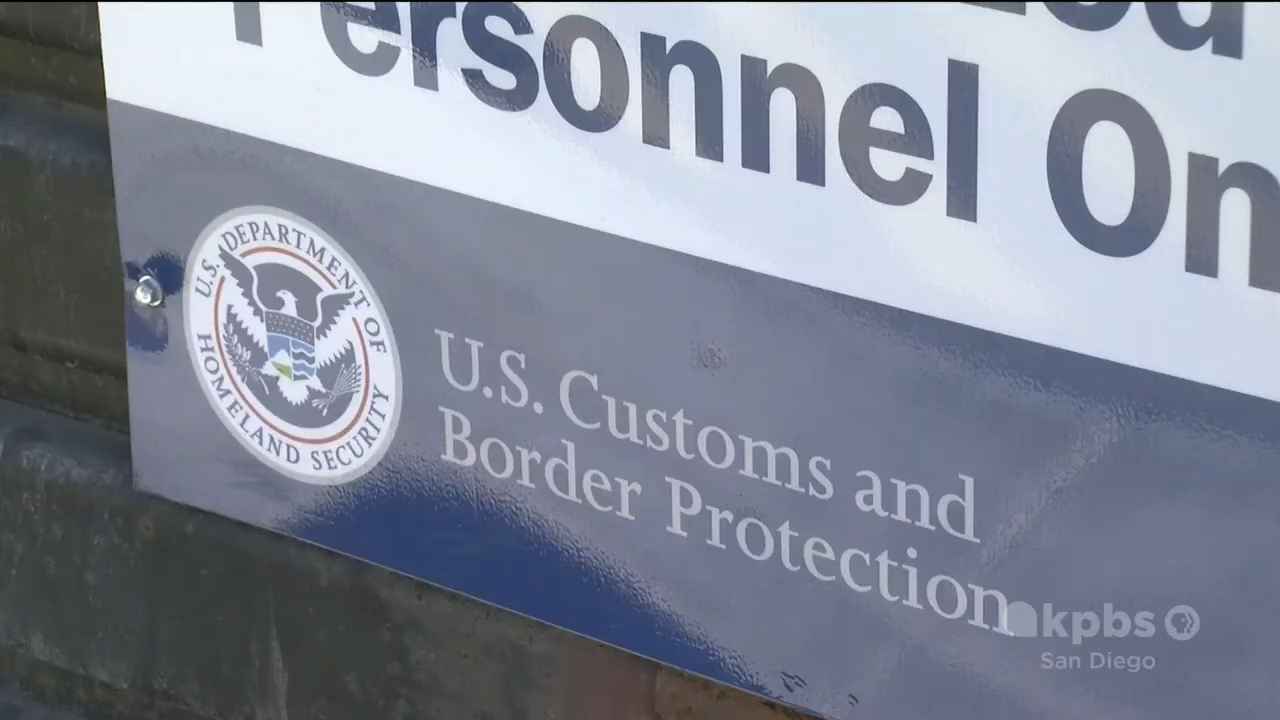 Personnel On
U.S. DEPARTMENT OF
HOMELAND SECURITY
U.S. Customs and
Border Protection
kpbs
San Diego